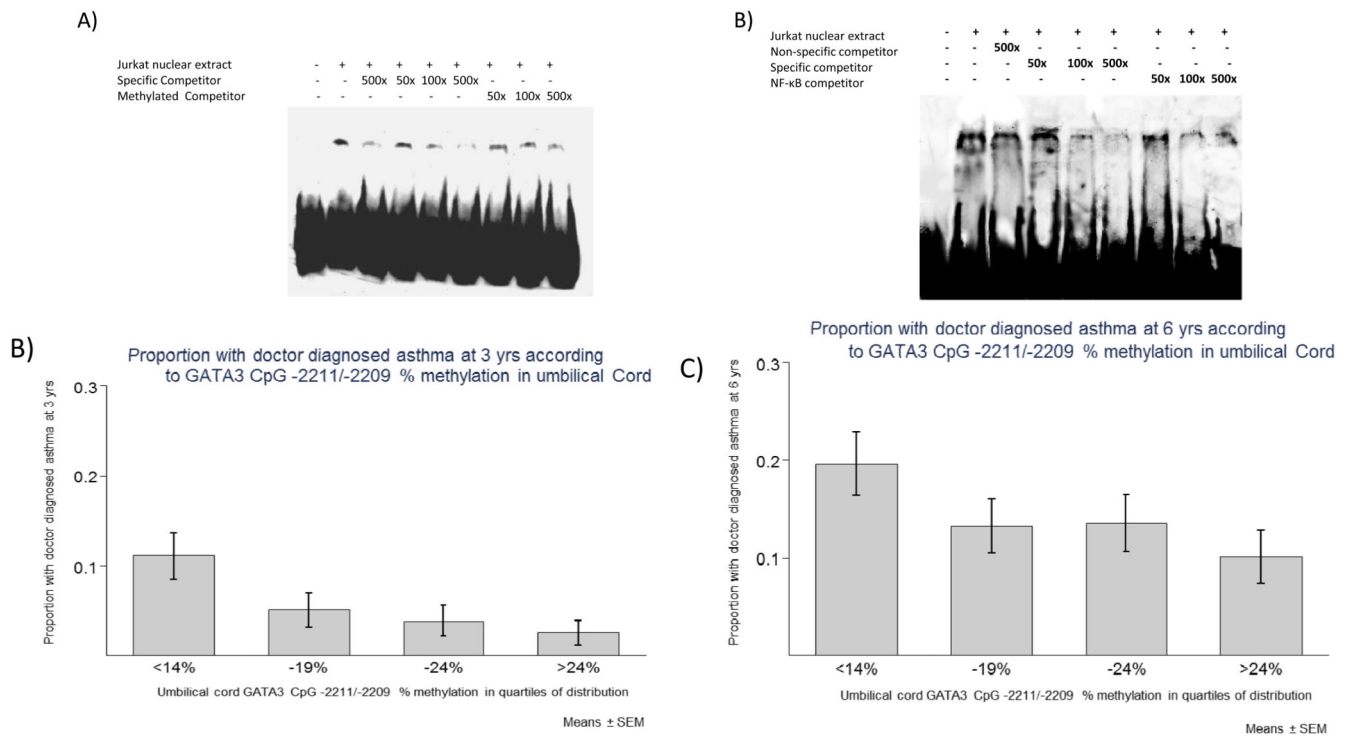 A)
Jurkat nuclear extract - + + + + + + + +
Specific Competitor - - 500x 50x 100x 500x - - -
Methylated Competitor - - - - - - 50x 100x 500x
B)
Jurkat nuclear extract - + + + + + + + +
Non-specific competitor - - 500x - - - - - -
Specific competitor - - - 50x 100x 500x - - -
NF-κB competitor - - - - - - 50x 100x 500x
B)
Proportion with doctor diagnosed asthma at 3 yrs according
to GATA3 CpG -2211/-2209 % methylation in umbilical Cord
Proportion with doctor diagnosed asthma at 3 yrs
0.3
0.2
0.1
<14% -19% -24% >24%
Umbilical cord GATA3 CpG -2211/-2209 % methylation in quartiles of distribution
Means ± SEM
C)
Proportion with doctor diagnosed asthma at 6 yrs according
to GATA3 CpG -2211/-2209 % methylation in umbilical Cord
Proportion with doctor diagnosed asthma at 6 yrs
0.3
0.2
0.1
<14% -19% -24% >24%
Umbilical cord GATA3 CpG -2211/-2209 % methylation in quartiles of distribution
Means ± SEM